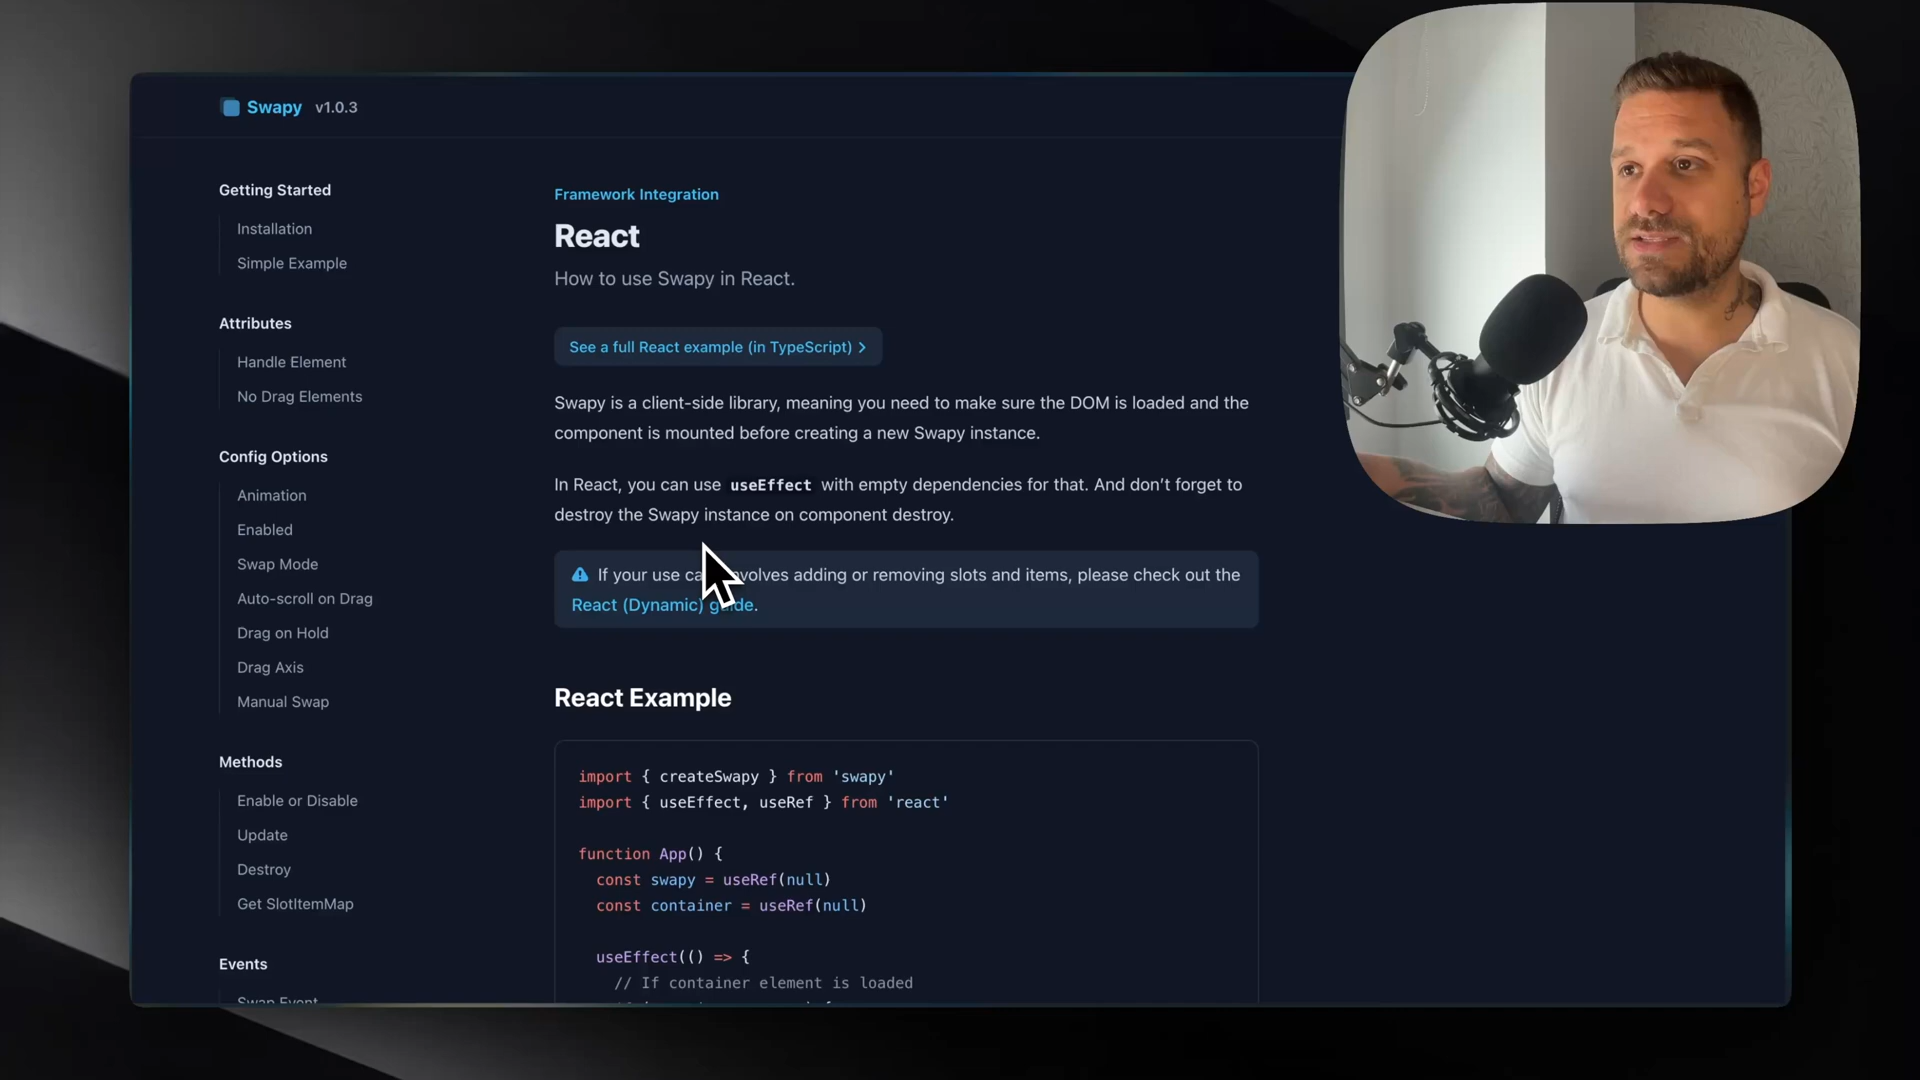 Swapy v1.0.3
Getting Started
Installation
Simple Example
Attributes
Handle Element
No Drag Elements
Config Options
Animation
Enabled
Swap Mode
Auto-scroll on Drag
Drag on Hold
Drag Axis
Manual Swap
Methods
Enable or Disable
Update
Destroy
Get SlotItemMap
Events
Swap Event
Framework Integration
React
How to use Swapy in React.
See a full React example (in TypeScript)
Swapy is a client-side library, meaning you need to make sure the DOM is loaded and the
component is mounted before creating a new Swapy instance.
In React, you can use useEffect with empty dependencies for that. And don’t forget to
destroy the Swapy instance on component destroy.
If your use involves adding or removing slots and items, please check out the
React (Dynamic) guide.
React Example
import { createSwapy } from 'swapy'
import { useEffect, useRef } from 'react'
function App() {
const swapy = useRef(null)
const container = useRef(null)
useEffect(() => {
// If container element is loaded